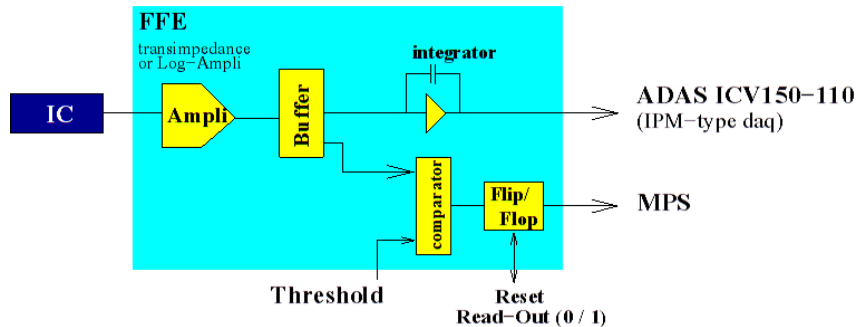 FFE
transimpedance
or Log-Ampli
IC
Ampli
Buffer
integrator
ADAS ICV150-110
(IPM-type daq)
comparator
Flip/
Flop
MPS
Threshold
Reset
Read-Out (0 / 1)